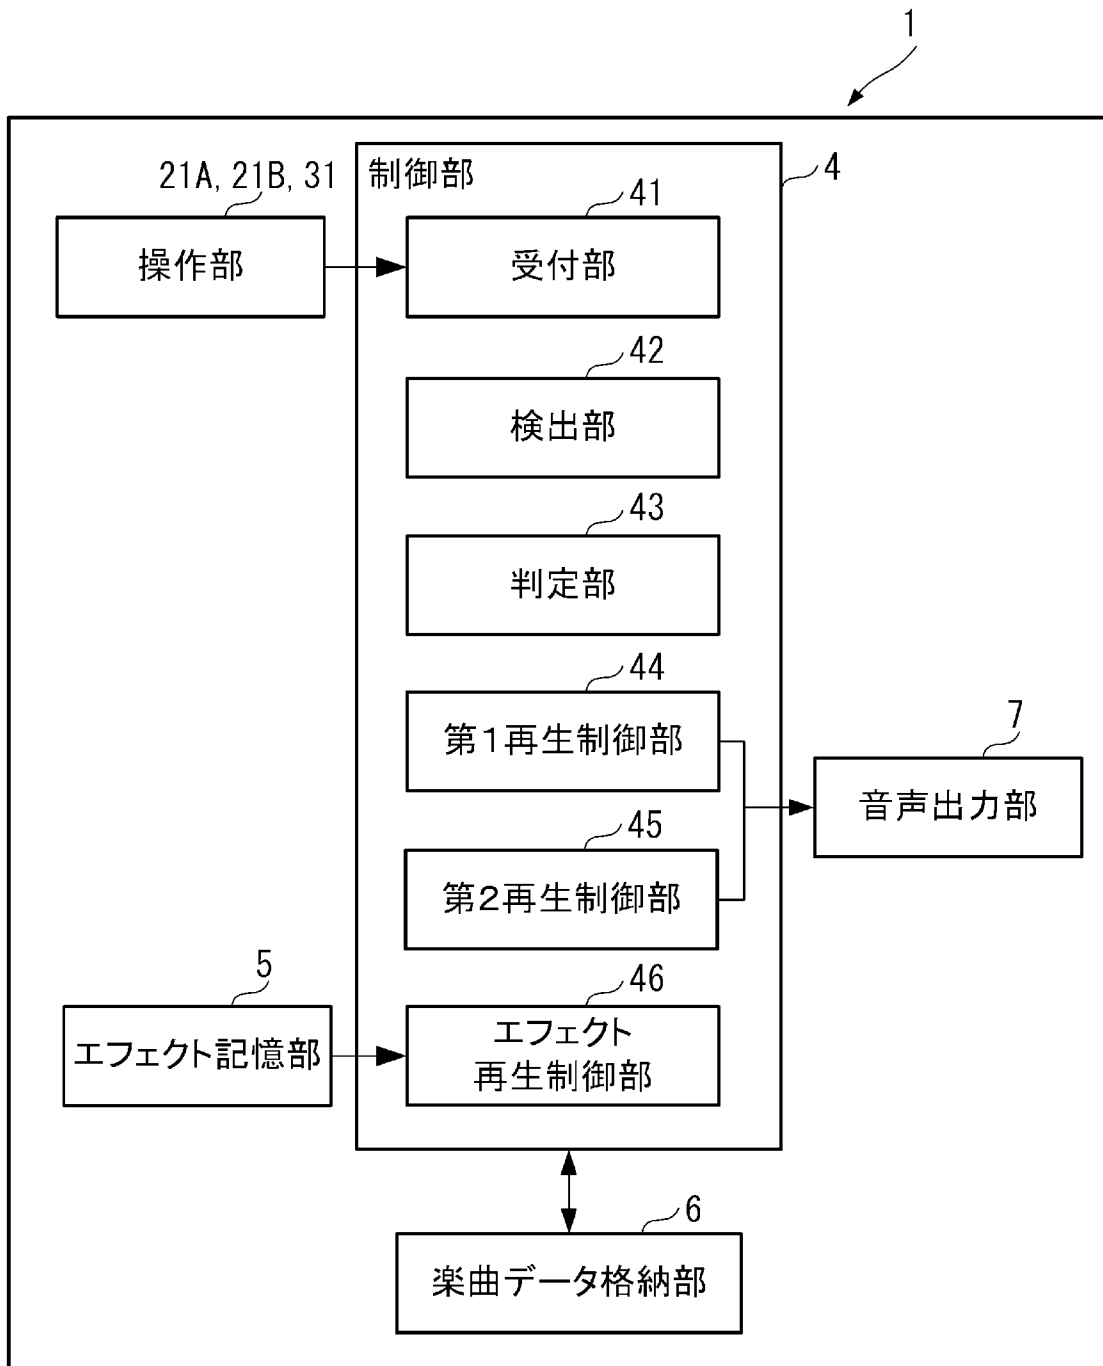 1
21A, 21B, 31
制御部
4
操作部
41
受付部
42
検出部
43
判定部
44
第1再生制御部
7
音声出力部
45
第2再生制御部
5
エフェクト記憶部
46
エフェクト
再生制御部
6
楽曲データ格納部